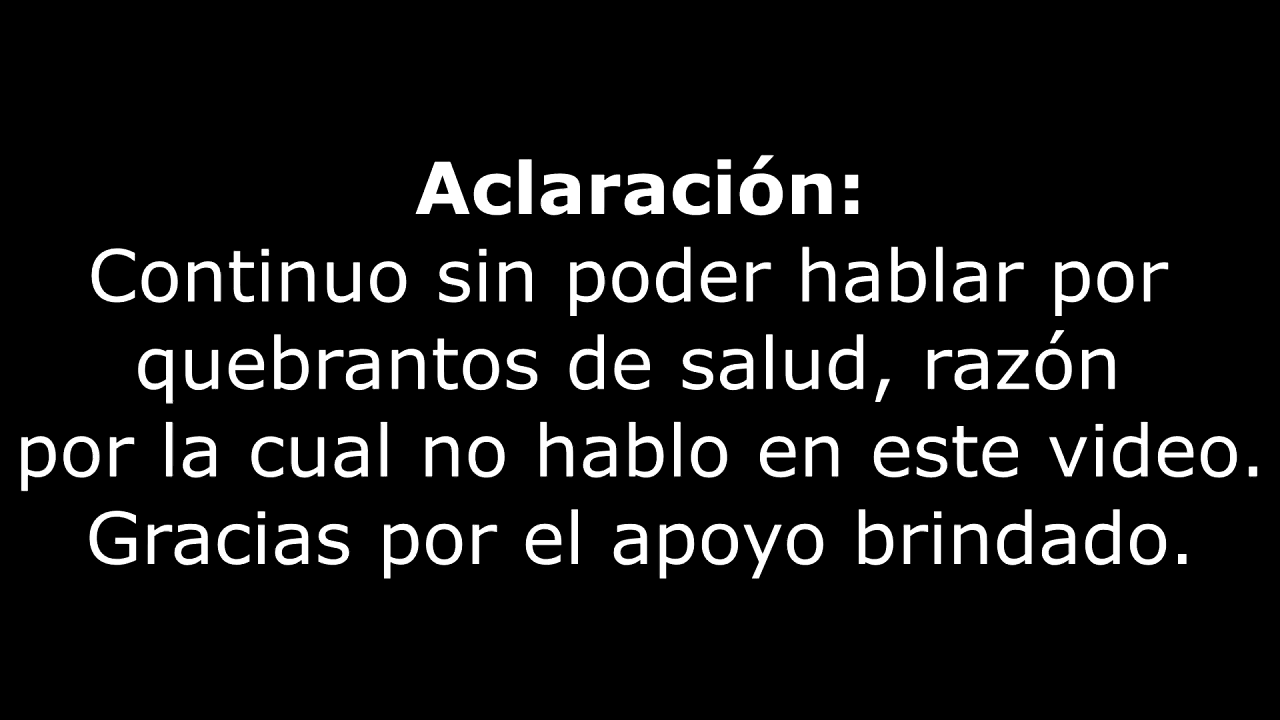 Aclaración:
Continuo sin poder hablar por
quebrantos de salud, razón
por la cual no hablo en este video.
Gracias por el apoyo brindado.